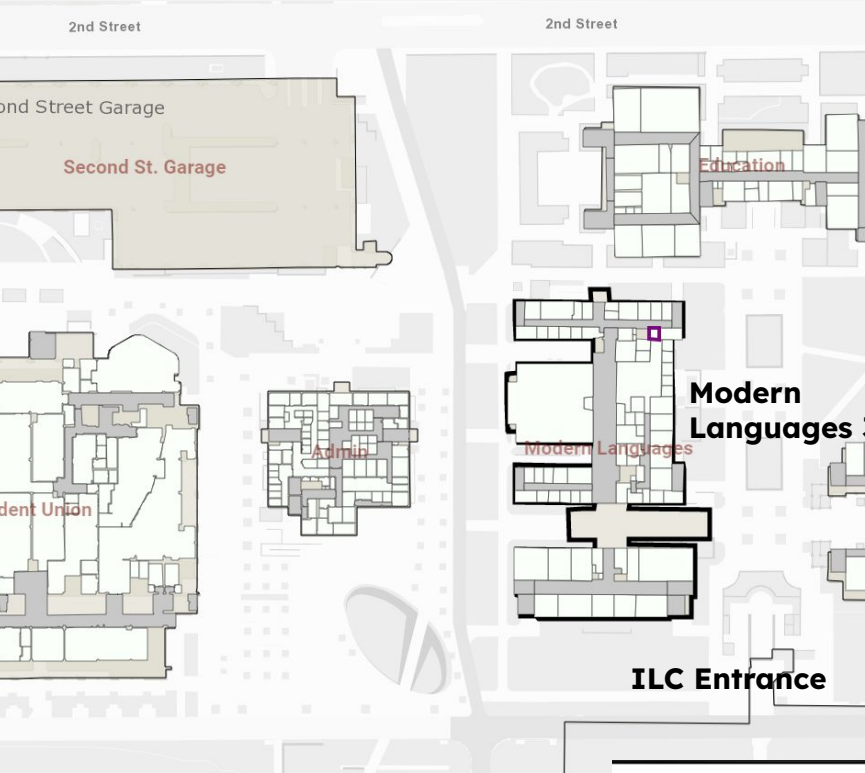 2nd Street
2nd Street
ond Street Garage
Second St. Garage
Education
Modern
Languages
Admin
Modern Languages
dent Union
ILC Entrance